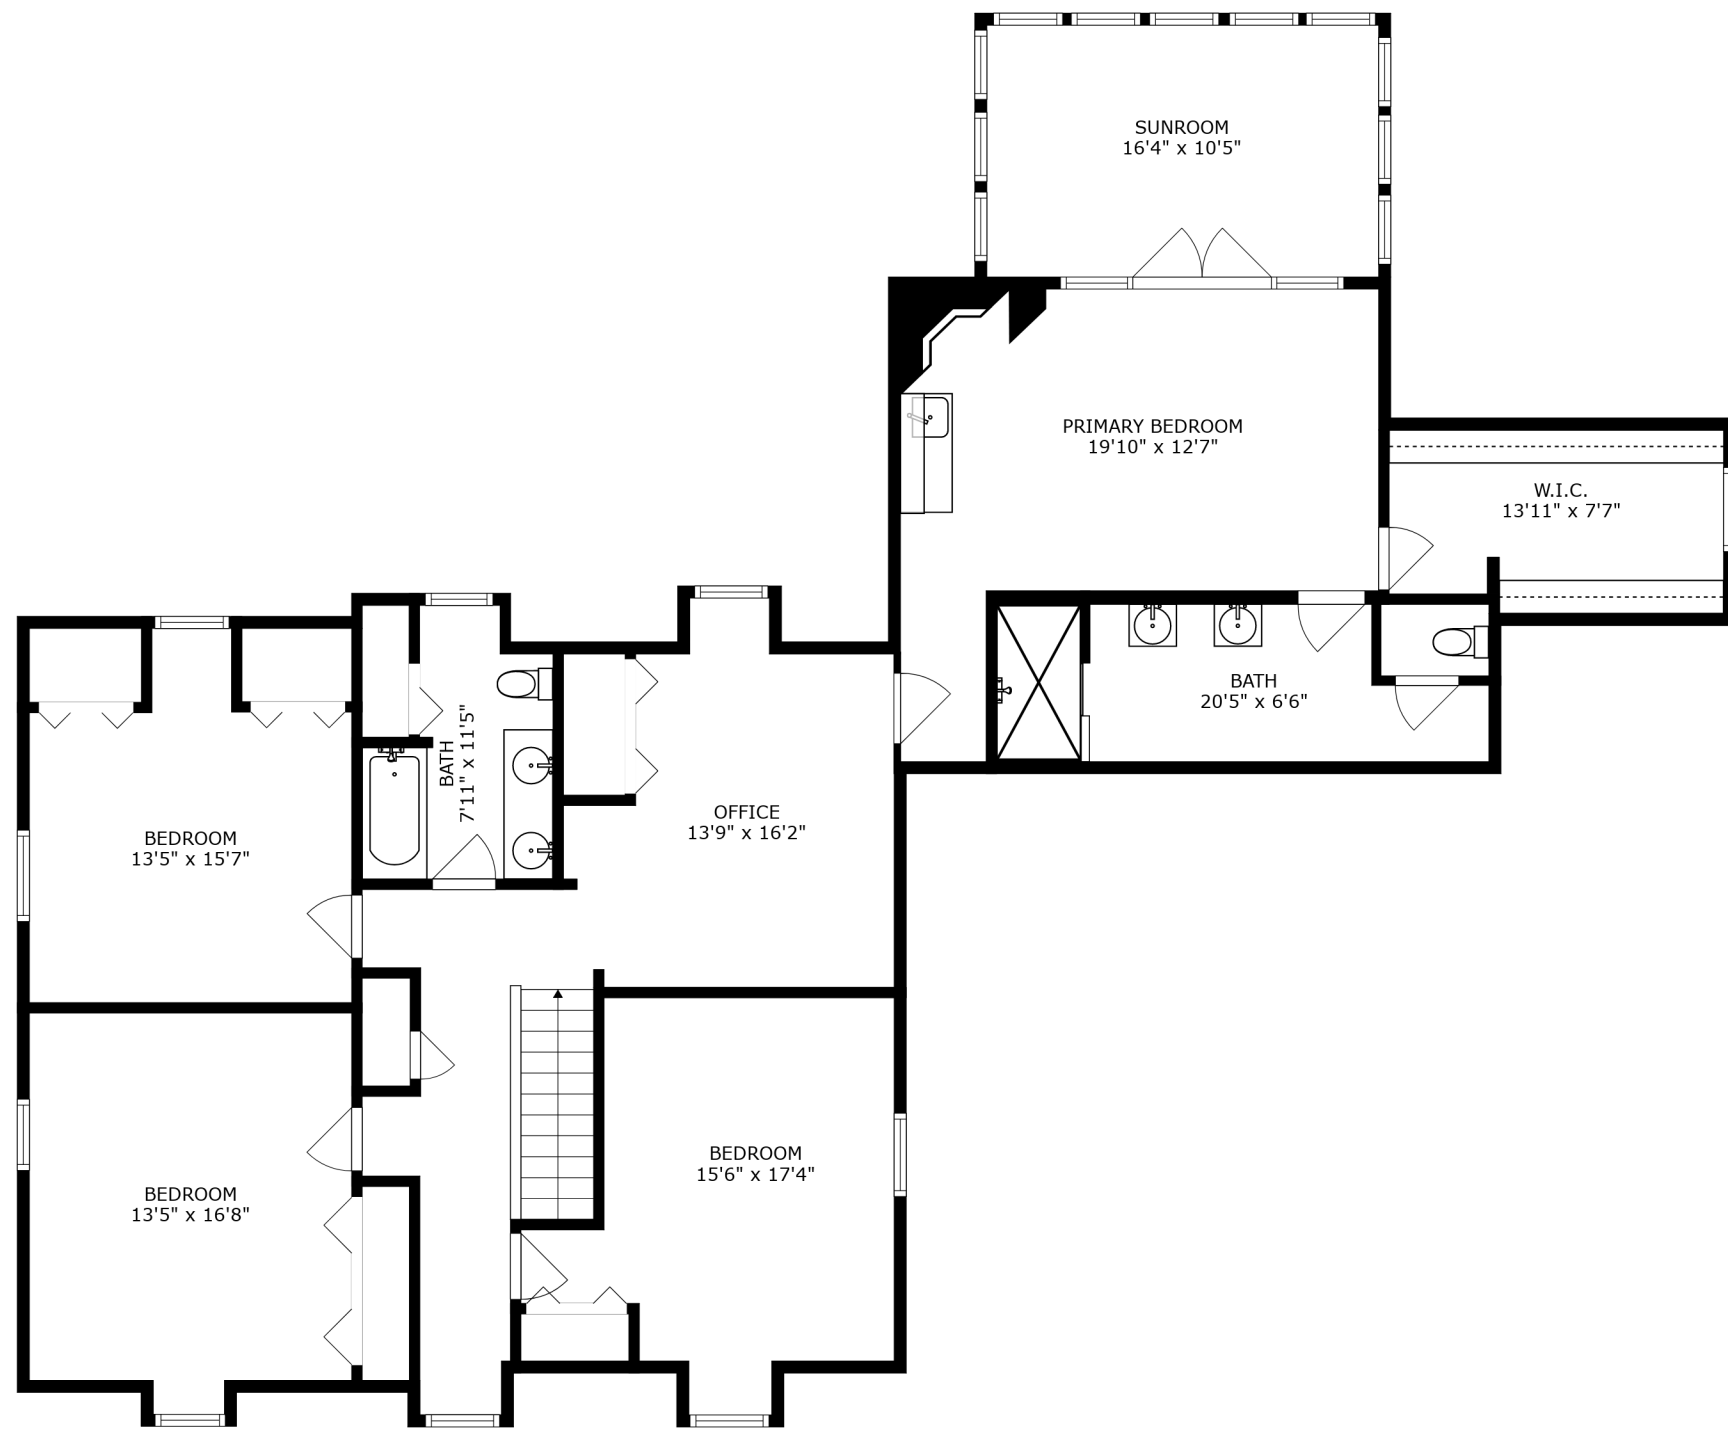 SUNROOM
16'4" x 10'5"
PRIMARY BEDROOM
19'10" x 12'7"
W.I.C.
13'11" x 7'7"
BATH
20'5" x 6'6"
BATH
7'11" x 11'5"
OFFICE
13'9" x 16'2"
BEDROOM
13'5" x 15'7"
BEDROOM
15'6" x 17'4"
BEDROOM
13'5" x 16'8"